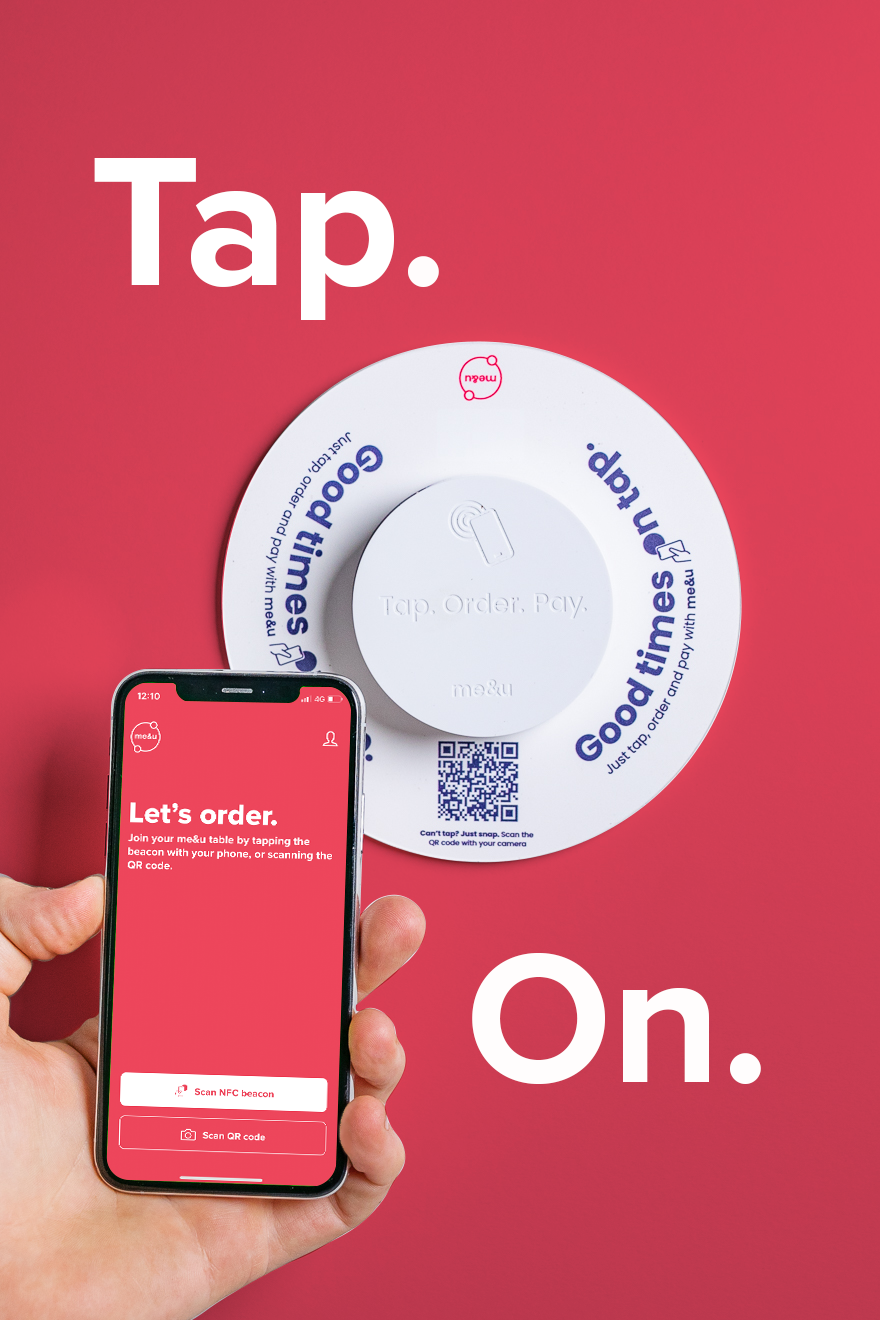 Tap.
me&u
Good times on tap.
Just tap, order and pay with me&u
Good times
Just tap, order and pay with me&u
Tap. Order. Pay.
me&u
Can't tap? Just snap. Scan the
QR code with your camera
12:10
4G
me&u
Let's order.
Join your me&u table by tapping the
beacon with your phone, or scanning the
QR code.
Scan NFC beacon
Scan QR code
On.